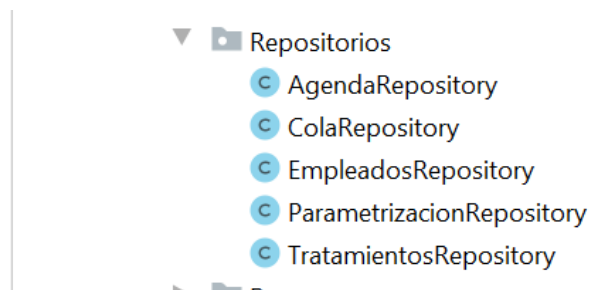 Repositorios
C AgendaRepository
C ColaRepository
C EmpleadosRepository
C ParametrizacionRepository
C TratamientosRepository